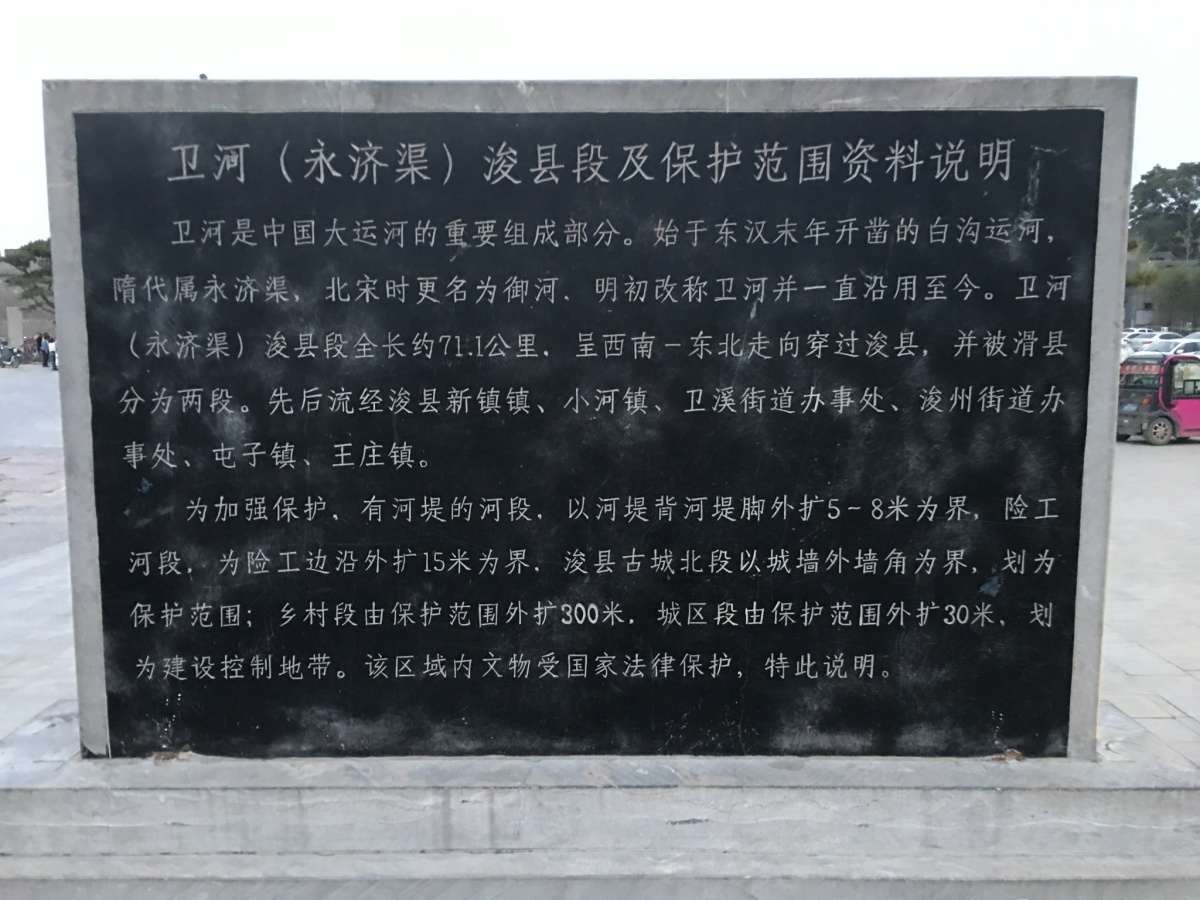 卫河（永济渠）浚县段及保护范围资料说明
卫河是中国大运河的重要组成部分。始于东汉末年开凿的白沟运河，
隋代属永济渠，北宋时更名为御河，明初改称卫河并一直沿用至今。卫河
（永济渠）浚县段全长约71.1公里，呈西南－东北走向穿过浚县，并被滑县
分为两段。先后流经浚县新镇镇、小河镇、卫溪街道办事处、浚州街道办
事处、屯子镇、王庄镇。
为加强保护，有河堤的河段，以河堤背河堤脚外扩5－8米为界，险工
河段，为险工边沿外扩15米为界，浚县古城北段以城墙外墙角为界，划为
保护范围；乡村段由保护范围外扩300米，城区段由保护范围外扩30米，划
为建设控制地带。该区域内文物受国家法律保护，特此说明。